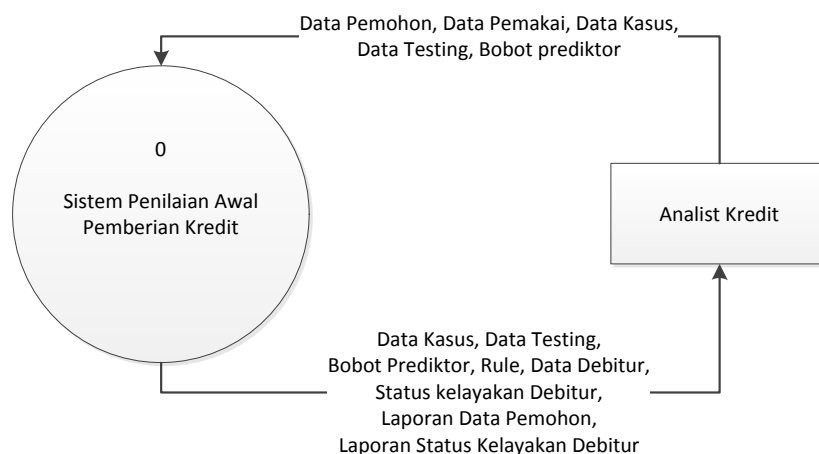 Data Pemohon, Data Pemakai, Data Kasus,
Data Testing, Bobot prediktor
0
Sistem Penilaian Awal
Pemberian Kredit
Analist Kredit
Data Kasus, Data Testing,
Bobot Prediktor, Rule, Data Debitur,
Status kelayakan Debitur,
Laporan Data Pemohon,
Laporan Status Kelayakan Debitur